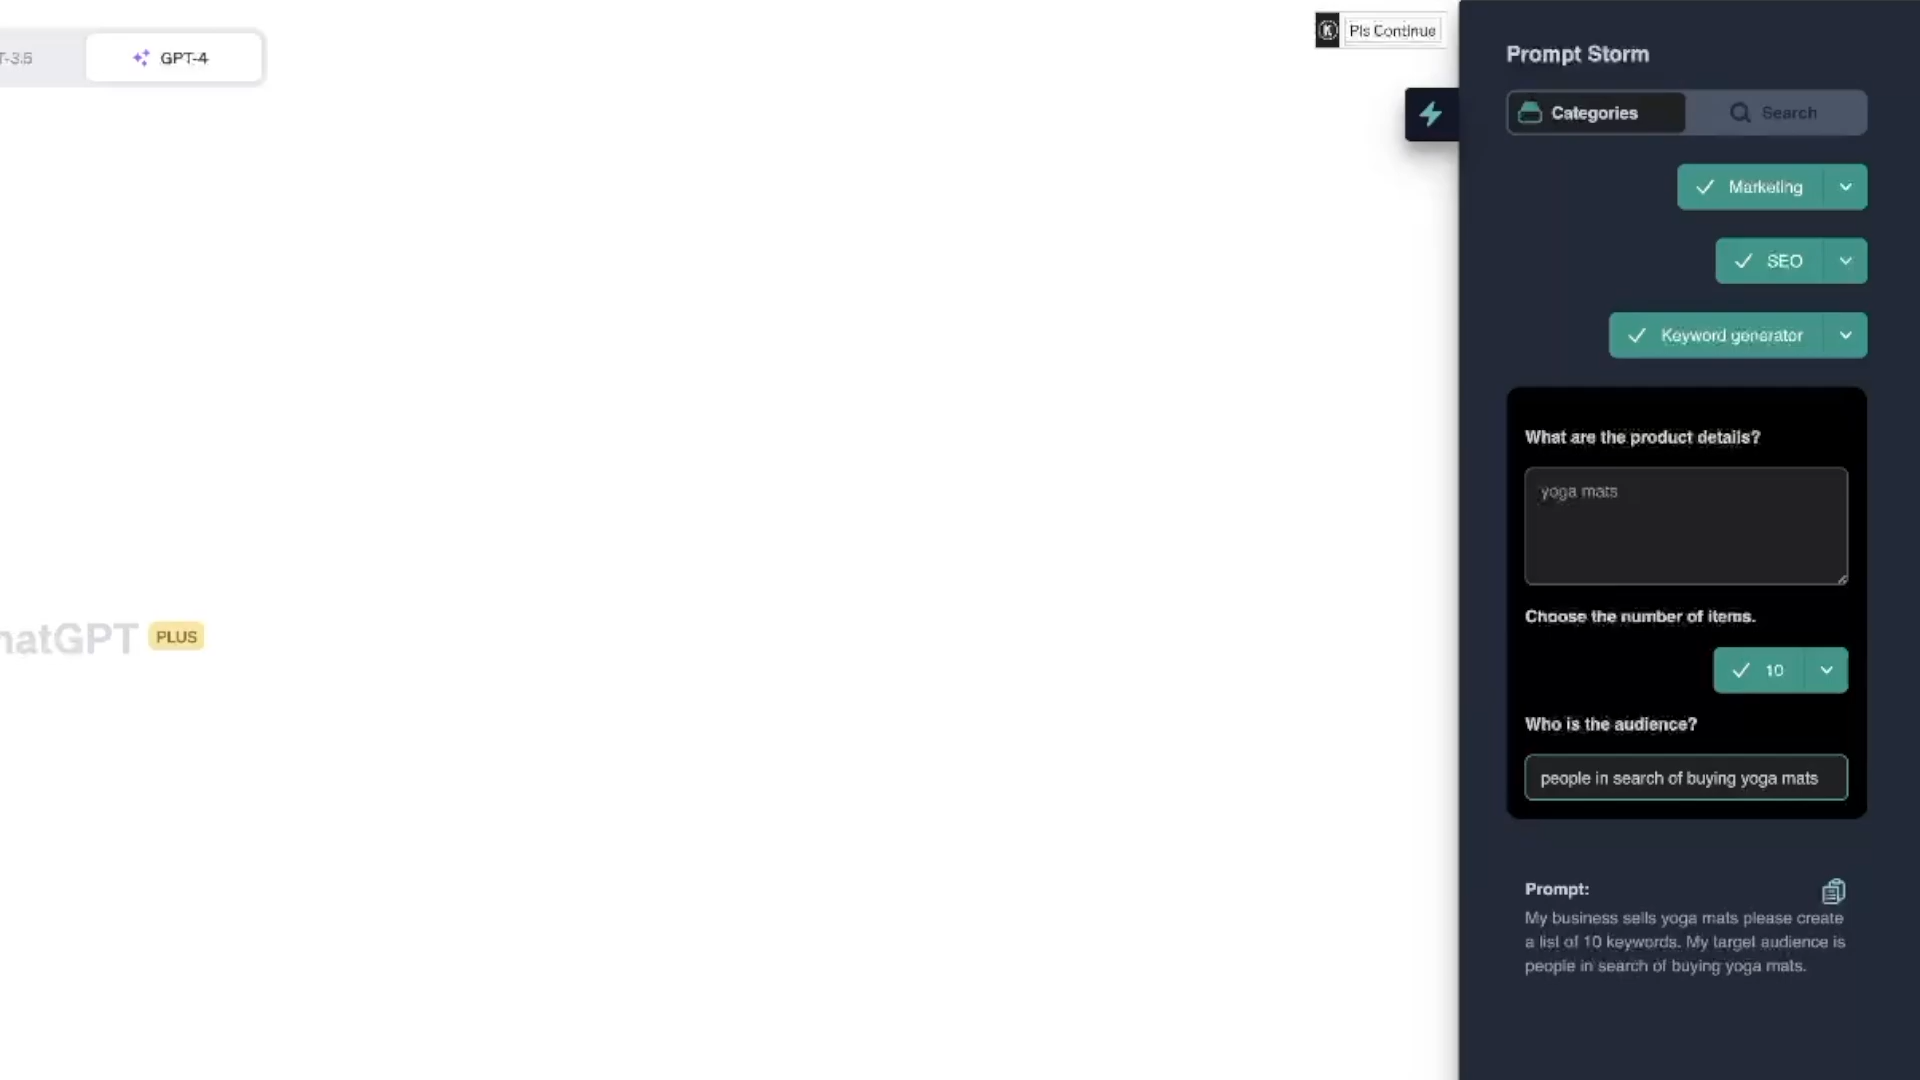 T-3.5
GPT-4
Pls Continue
Prompt Storm
Categories
Search
Marketing
SEO
Keyword generator
What are the product details?
yoga mats
Choose the number of items.
10
Who is the audience?
people in search of buying yoga mats
hatGPT PLUS
Prompt:
My business sells yoga mats please create
a list of 10 keywords. My target audience is
people in search of buying yoga mats.